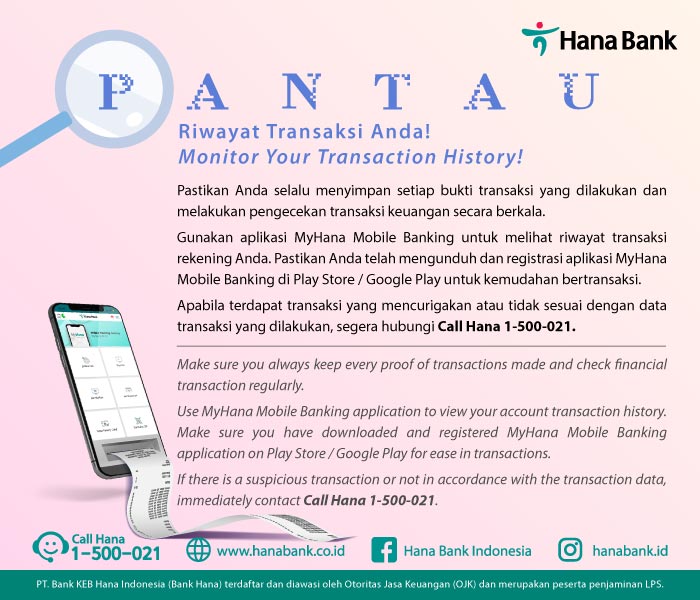 Hana Bank
PANTAU
Riwayat Transaksi Anda!
Monitor Your Transaction History!
Pastikan Anda selalu menyimpan setiap bukti transaksi yang dilakukan dan
melakukan pengecekan transaksi keuangan secara berkala.
Gunakan aplikasi MyHana Mobile Banking untuk melihat riwayat transaksi
rekening Anda. Pastikan Anda telah mengunduh dan registrasi aplikasi MyHana
Mobile Banking di Play Store / Google Play untuk kemudahan bertransaksi.
Apabila terdapat transaksi yang mencurigakan atau tidak sesuai dengan data
transaksi yang dilakukan, segera hubungi Call Hana 1-500-021.
Make sure you always keep every proof of transactions made and check financial
transaction regularly.
Use MyHana Mobile Banking application to view your account transaction history.
Make sure you have downloaded and registered MyHana Mobile Banking
application on Play Store / Google Play for ease in transactions.
If there is a suspicious transaction or not in accordance with the transaction data,
immediately contact Call Hana 1-500-021.
Call Hana
1-500-021
www.hanabank.co.id
Hana Bank Indonesia
hanabank.id
PT. Bank KEB Hana Indonesia (Bank Hana) terdaftar dan diawasi oleh Otoritas Jasa Keuangan (OJK) dan merupakan peserta penjaminan LPS.